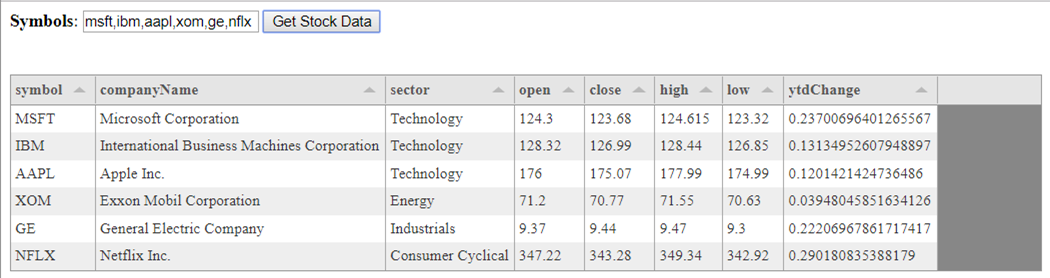 Symbols: msft,ibm,aapl,xom,ge,nflx Get Stock Data
symbol companyName sector open close high low ytdChange
MSFT Microsoft Corporation Technology 124.3 123.68 124.615 123.32 0.23700696401265567
IBM International Business Machines Corporation Technology 128.32 126.99 128.44 126.85 0.13134952607948897
AAPL Apple Inc. Technology 176 175.07 177.99 174.99 0.1201421424736486
XOM Exxon Mobil Corporation Energy 71.2 70.77 71.55 70.63 0.03948045851634126
GE General Electric Company Industrials 9.37 9.44 9.47 9.3 0.22206967861717417
NFLX Netflix Inc. Consumer Cyclical 347.22 343.28 349.34 342.92 0.290180835388179